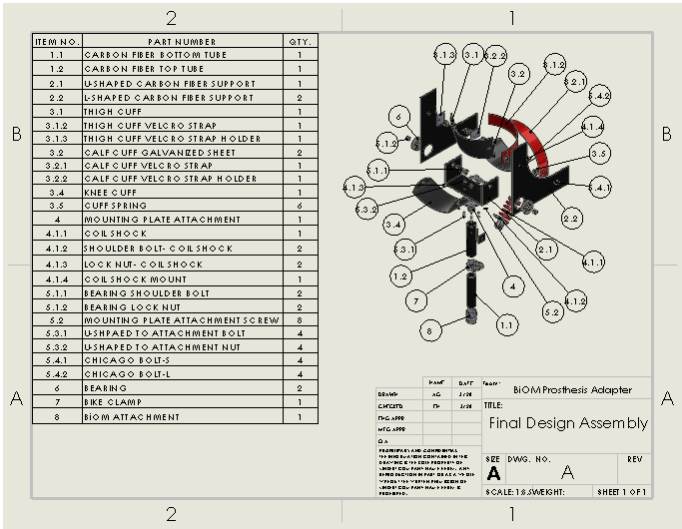 2 1
ITEM NO. PART NUMBER QTY.
1.1 CARBON FIBER BOTTOM TUBE 1
1.2 CARBON FIBER TOP TUBE 1
2.1 U-SHAPED CARBON FIBER SUPPORT 1
2.2 L-SHAPED CARBON FIBER SUPPORT 2
3.1 THIGH CUFF 1
3.1.2 THIGH CUFF VELCRO STRAP 1
3.1.3 THIGH CUFF VELCRO STRAP HOLDER 1
3.2 CALF CUFF GALVANIZED SHEET 2
3.2.1 CALF CUFF VELCRO STRAP 1
3.2.2 CALF CUFF VELCRO STRAP HOLDER 1
3.4 KNEE CUFF 1
3.5 CUFF SPRING 6
4 MOUNTING PLATE ATTACHMENT 1
4.1.1 COIL SHOCK 1
4.1.2 SHOULDER BOLT- COIL SHOCK 2
4.1.3 LOCK NUT- COIL SHOCK 2
4.1.4 COIL SHOCK MOUNT 1
5.1.1 BEARING SHOULDER BOLT 2
5.1.2 BEARING LOCK NUT 2
5.2 MOUNTING PLATE ATTACHMENT SCREW 8
5.3.1 U-SHPAED TO ATTACHMENT BOLT 4
5.3.2 U-SHAPED TO ATTACHMENT NUT 4
5.4.1 CHICAGO BOLT-S 4
5.4.2 CHICAGO BOLT-L 4
6 BEARING 2
7 BIKE CLAMP 1
8 BiOM ATTACHMENT 1
B B
A A
3.1.3 3.1 3.2.2 3.1.2
3.2 3.2.1
5.4.2
6
4.1.4
5.1.2
3.5
5.1.1
4.1.3 5.4.1
5.3.2
2.2
3.4
5.3.1 2.1
4.1.1
1.2 4
4.1.2
7 5.2
1.1
8
NAME DATE
DRAWN
CHECKED
ENG APPR.
MFG APPR.
Q.A.
BiOM Prosthesis Adapter
TITLE:
Final Design Assembly
SIZE DWG. NO. REV
A A
SCALE: 1:8.5 WEIGHT: SHEET 1 OF 1
2 1